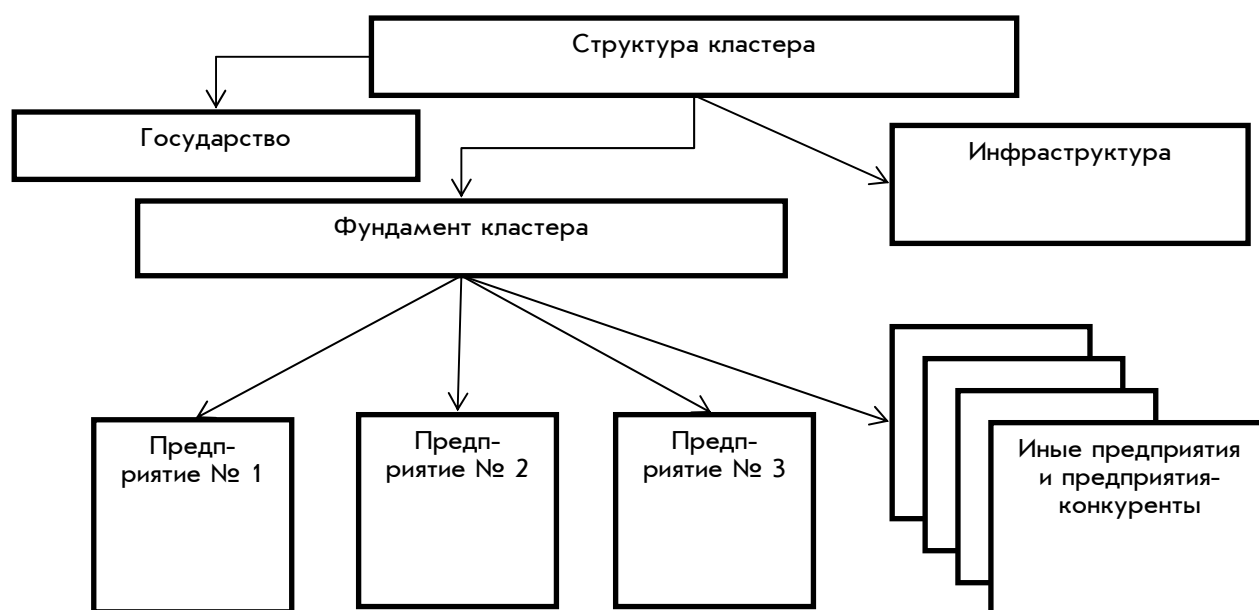 Структура кластера
Государство
Инфраструктура
Фундамент кластера
Предп-
риятие № 1
Предп-
риятие № 2
Предп-
риятие № 3
Иные предприятия
и предприятия-
конкуренты